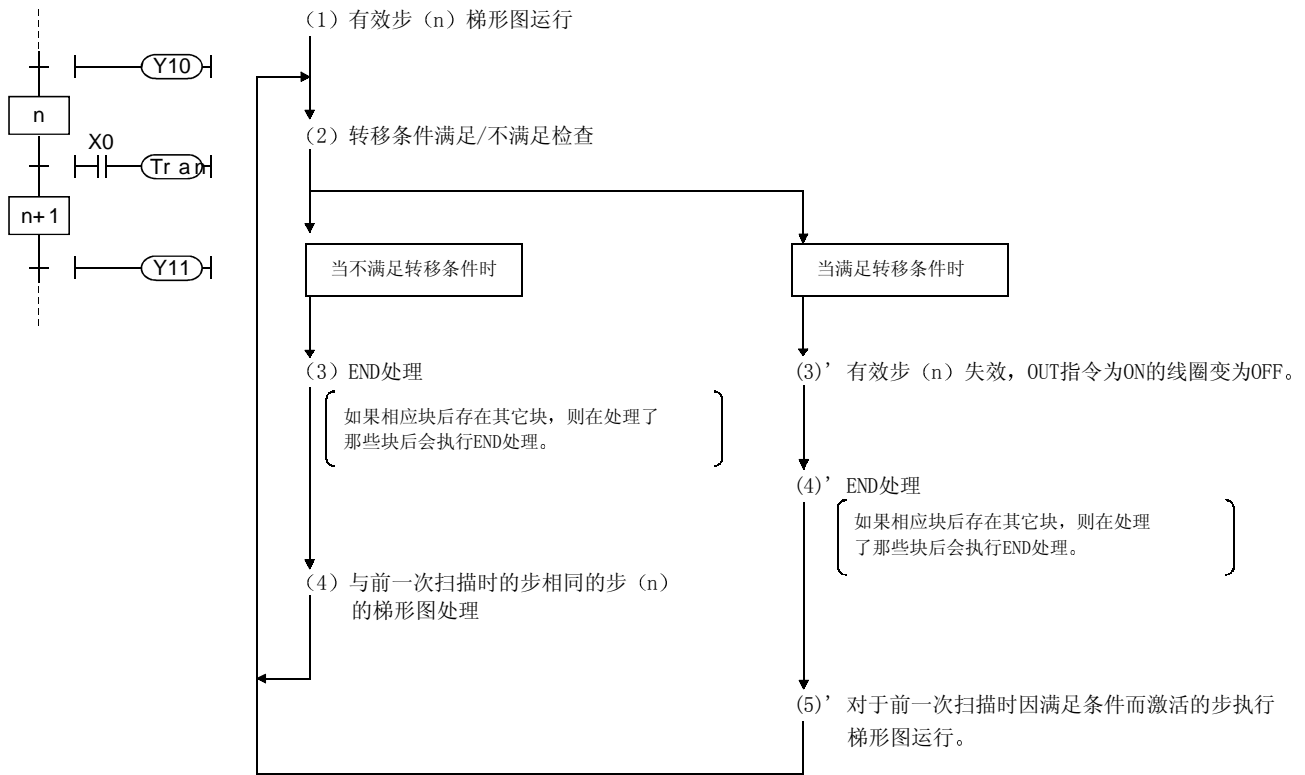 (1) 有效步（n）梯形图运行
Y10
n
(2) 转移条件满足/不满足检查
X0
Tran
n+1
Y11
当不满足转移条件时
当满足转移条件时
(3) END处理
如果相应块后存在其它块，则在处理了
那些块后会执行END处理。
(3)’ 有效步（n）失效，OUT指令为ON的线圈变为OFF。
(4)’ END处理
如果相应块后存在其它块，则在处理
了那些块后会执行END处理。
(4) 与前一次扫描时的步相同的步（n）
的梯形图处理
(5)’ 对于前一次扫描时因满足条件而激活的步执行
梯形图运行。